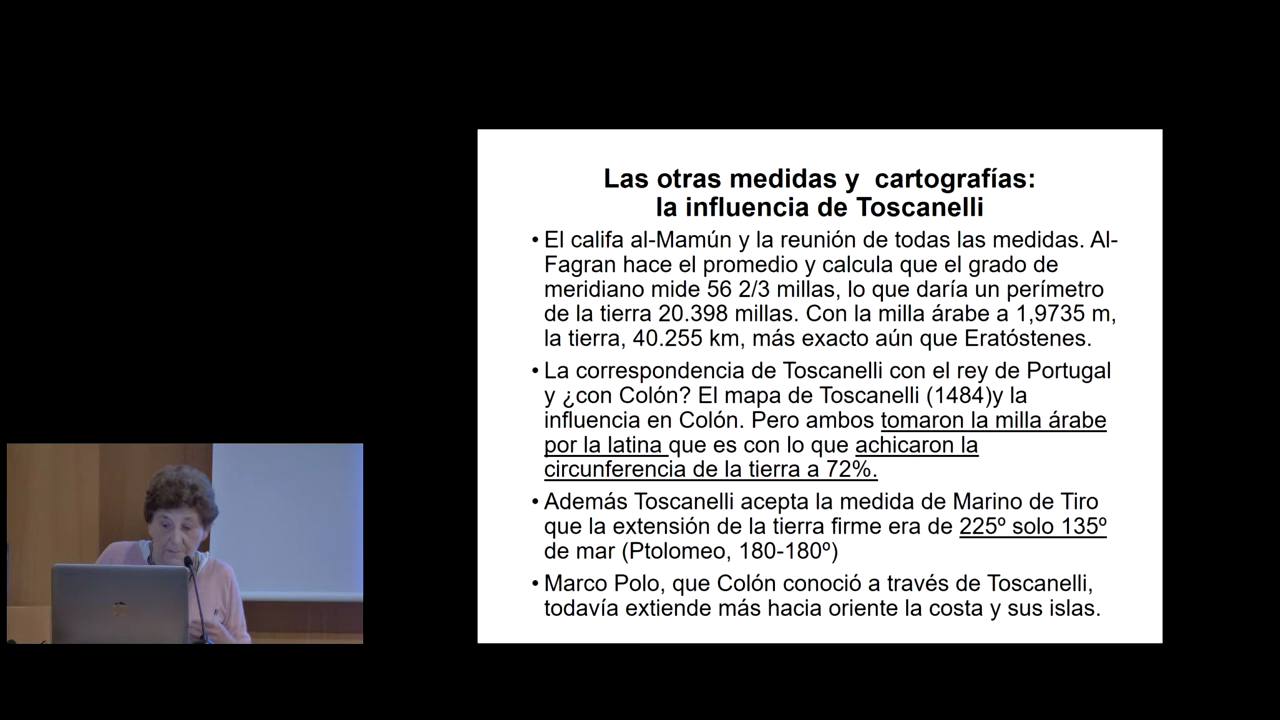 Las otras medidas y  cartografías:
la influencia de Toscanelli
• El califa al-Mamún y la reunión de todas las medidas. Al-
Fagran hace el promedio y calcula que el grado de
meridiano mide 56 2/3 millas, lo que daría un perímetro
de la tierra 20.398 millas. Con la milla árabe a 1,9735 m,
la tierra, 40.255 km, más exacto aún que Eratóstenes.
• La correspondencia de Toscanelli con el rey de Portugal
y ¿con Colón? El mapa de Toscanelli (1484)y la
influencia en Colón. Pero ambos tomaron la milla árabe
por la latina que es con lo que achicaron la
circunferencia de la tierra a 72%.
• Además Toscanelli acepta la medida de Marino de Tiro
que la extensión de la tierra firme era de 225º solo 135º
de mar (Ptolomeo, 180-180º)
• Marco Polo, que Colón conoció a través de Toscanelli,
todavía extiende más hacia oriente la costa y sus islas.